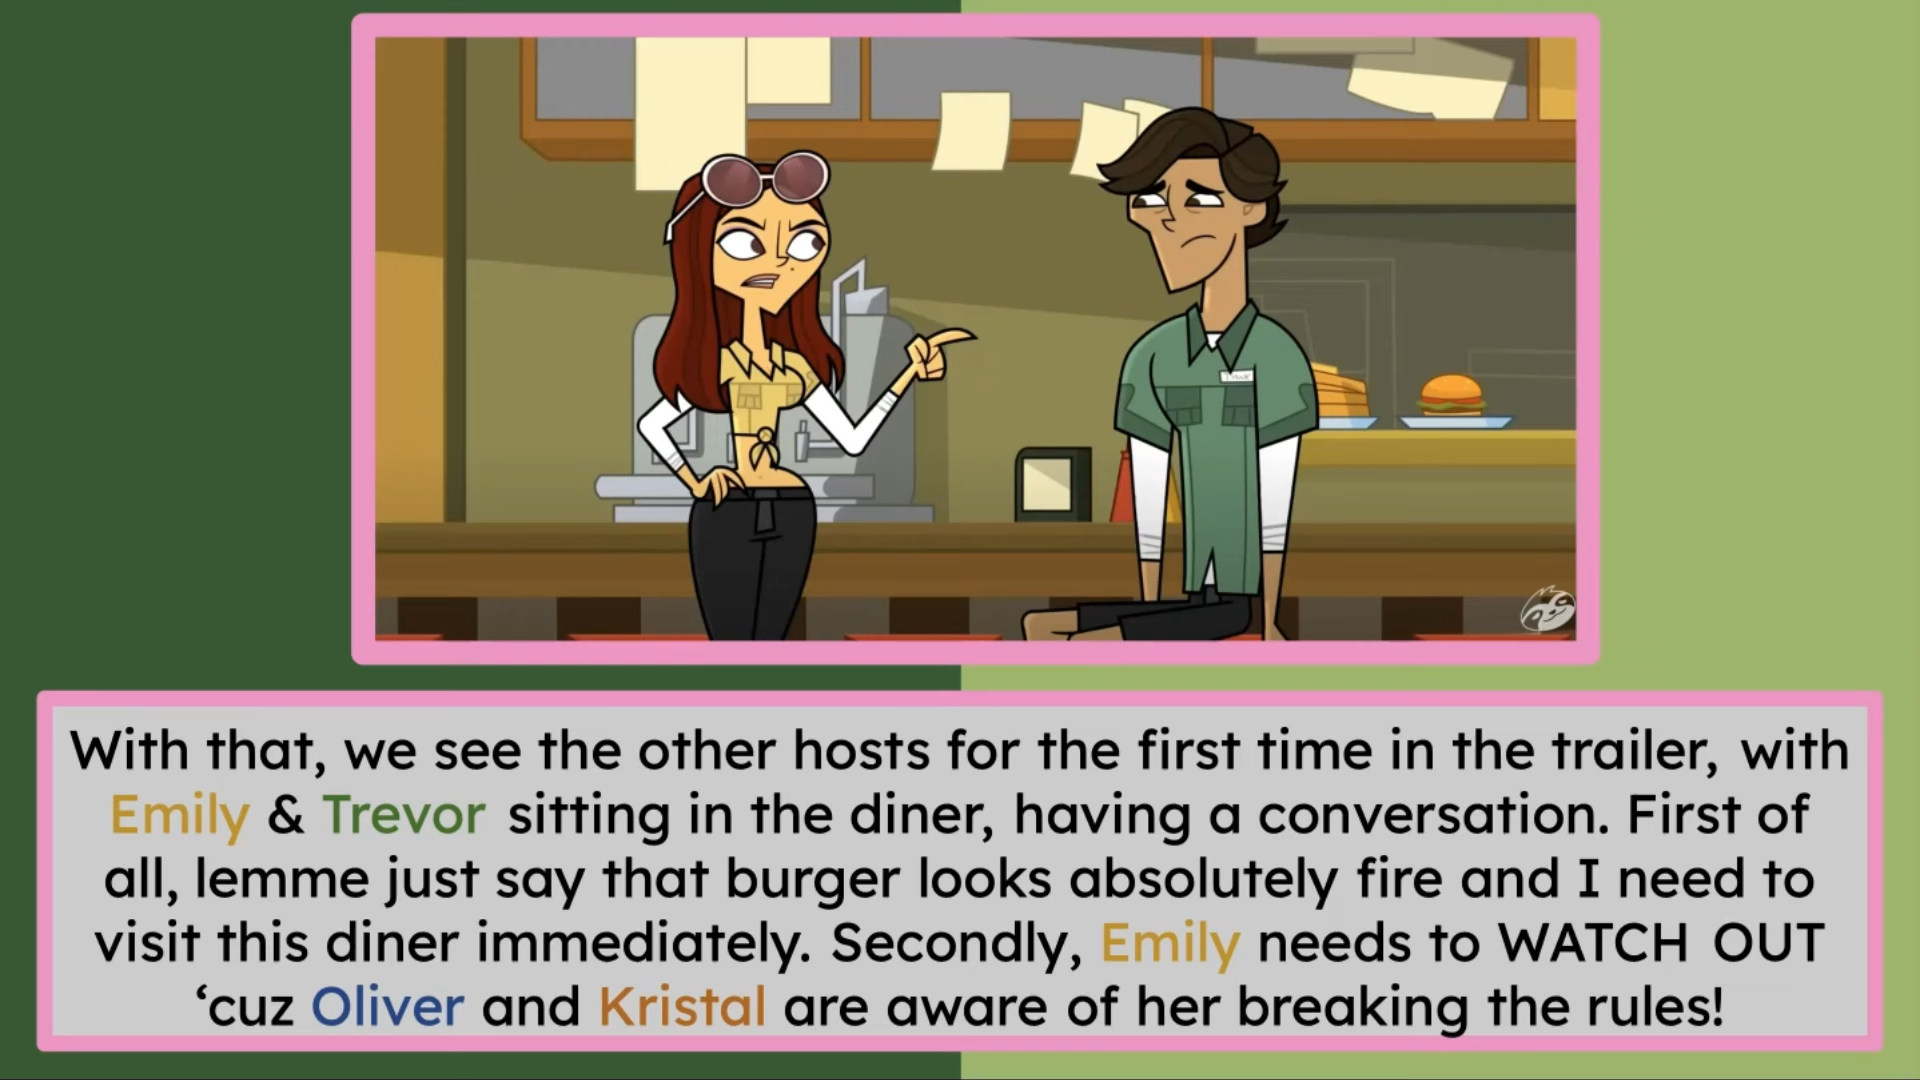 With that, we see the other hosts for the first time in the trailer, with
Emily & Trevor sitting in the diner, having a conversation. First of
all, lemme just say that burger looks absolutely fire and I need to
visit this diner immediately. Secondly, Emily needs to WATCH OUT
‘cuz Oliver and Kristal are aware of her breaking the rules!